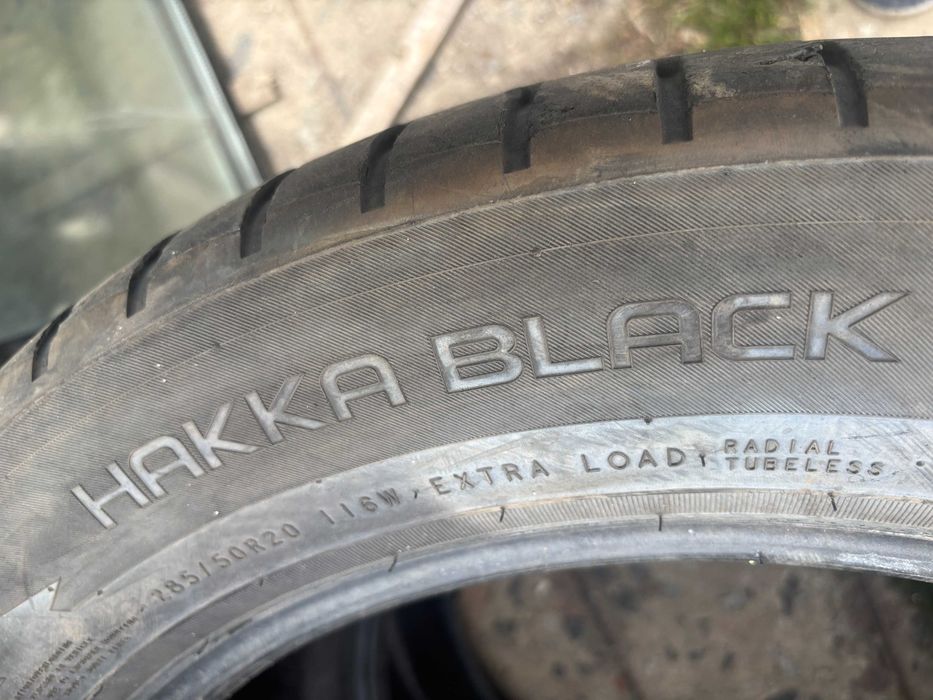 HAKKA BLACK
285/50R20 116W, EXTRA LOAD, RADIAL
TUBELESS